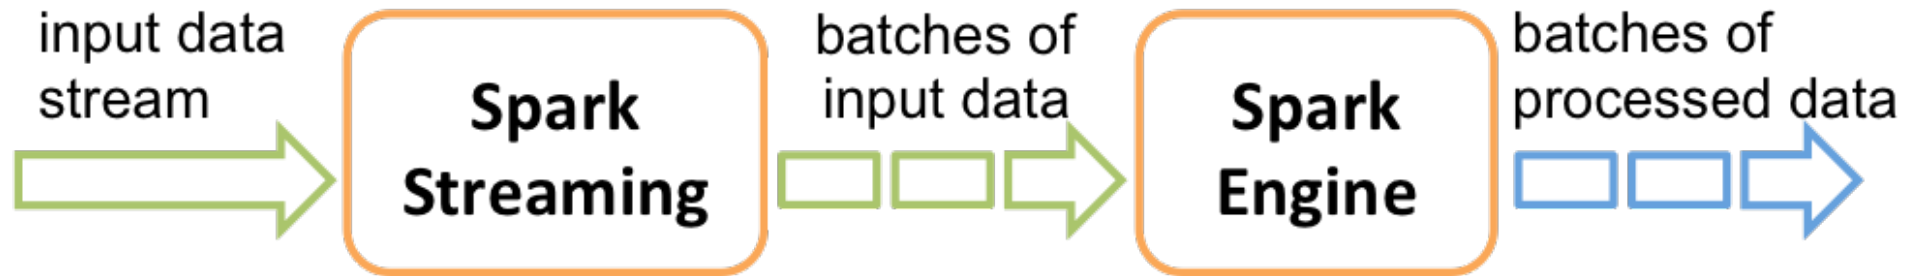 input data
stream
Spark
Streaming
batches of
input data
Spark
Engine
batches of
processed data